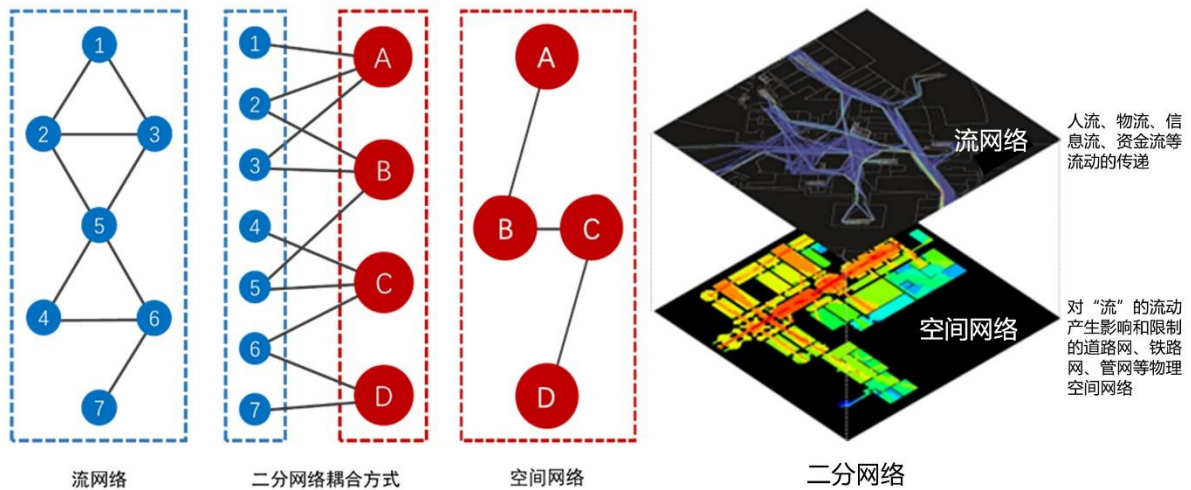 1
2
3
5
4
6
7
流网络
1
2
3
4
5
6
7
A
B
C
D
二分网络耦合方式
A
B
C
D
空间网络
流网络
人流、物流、信
息流、资金流等
流动的传递
空间网络
对“流”的流动
产生影响和限制
的道路网、铁路
网、管网等物理
空间网络
二分网络